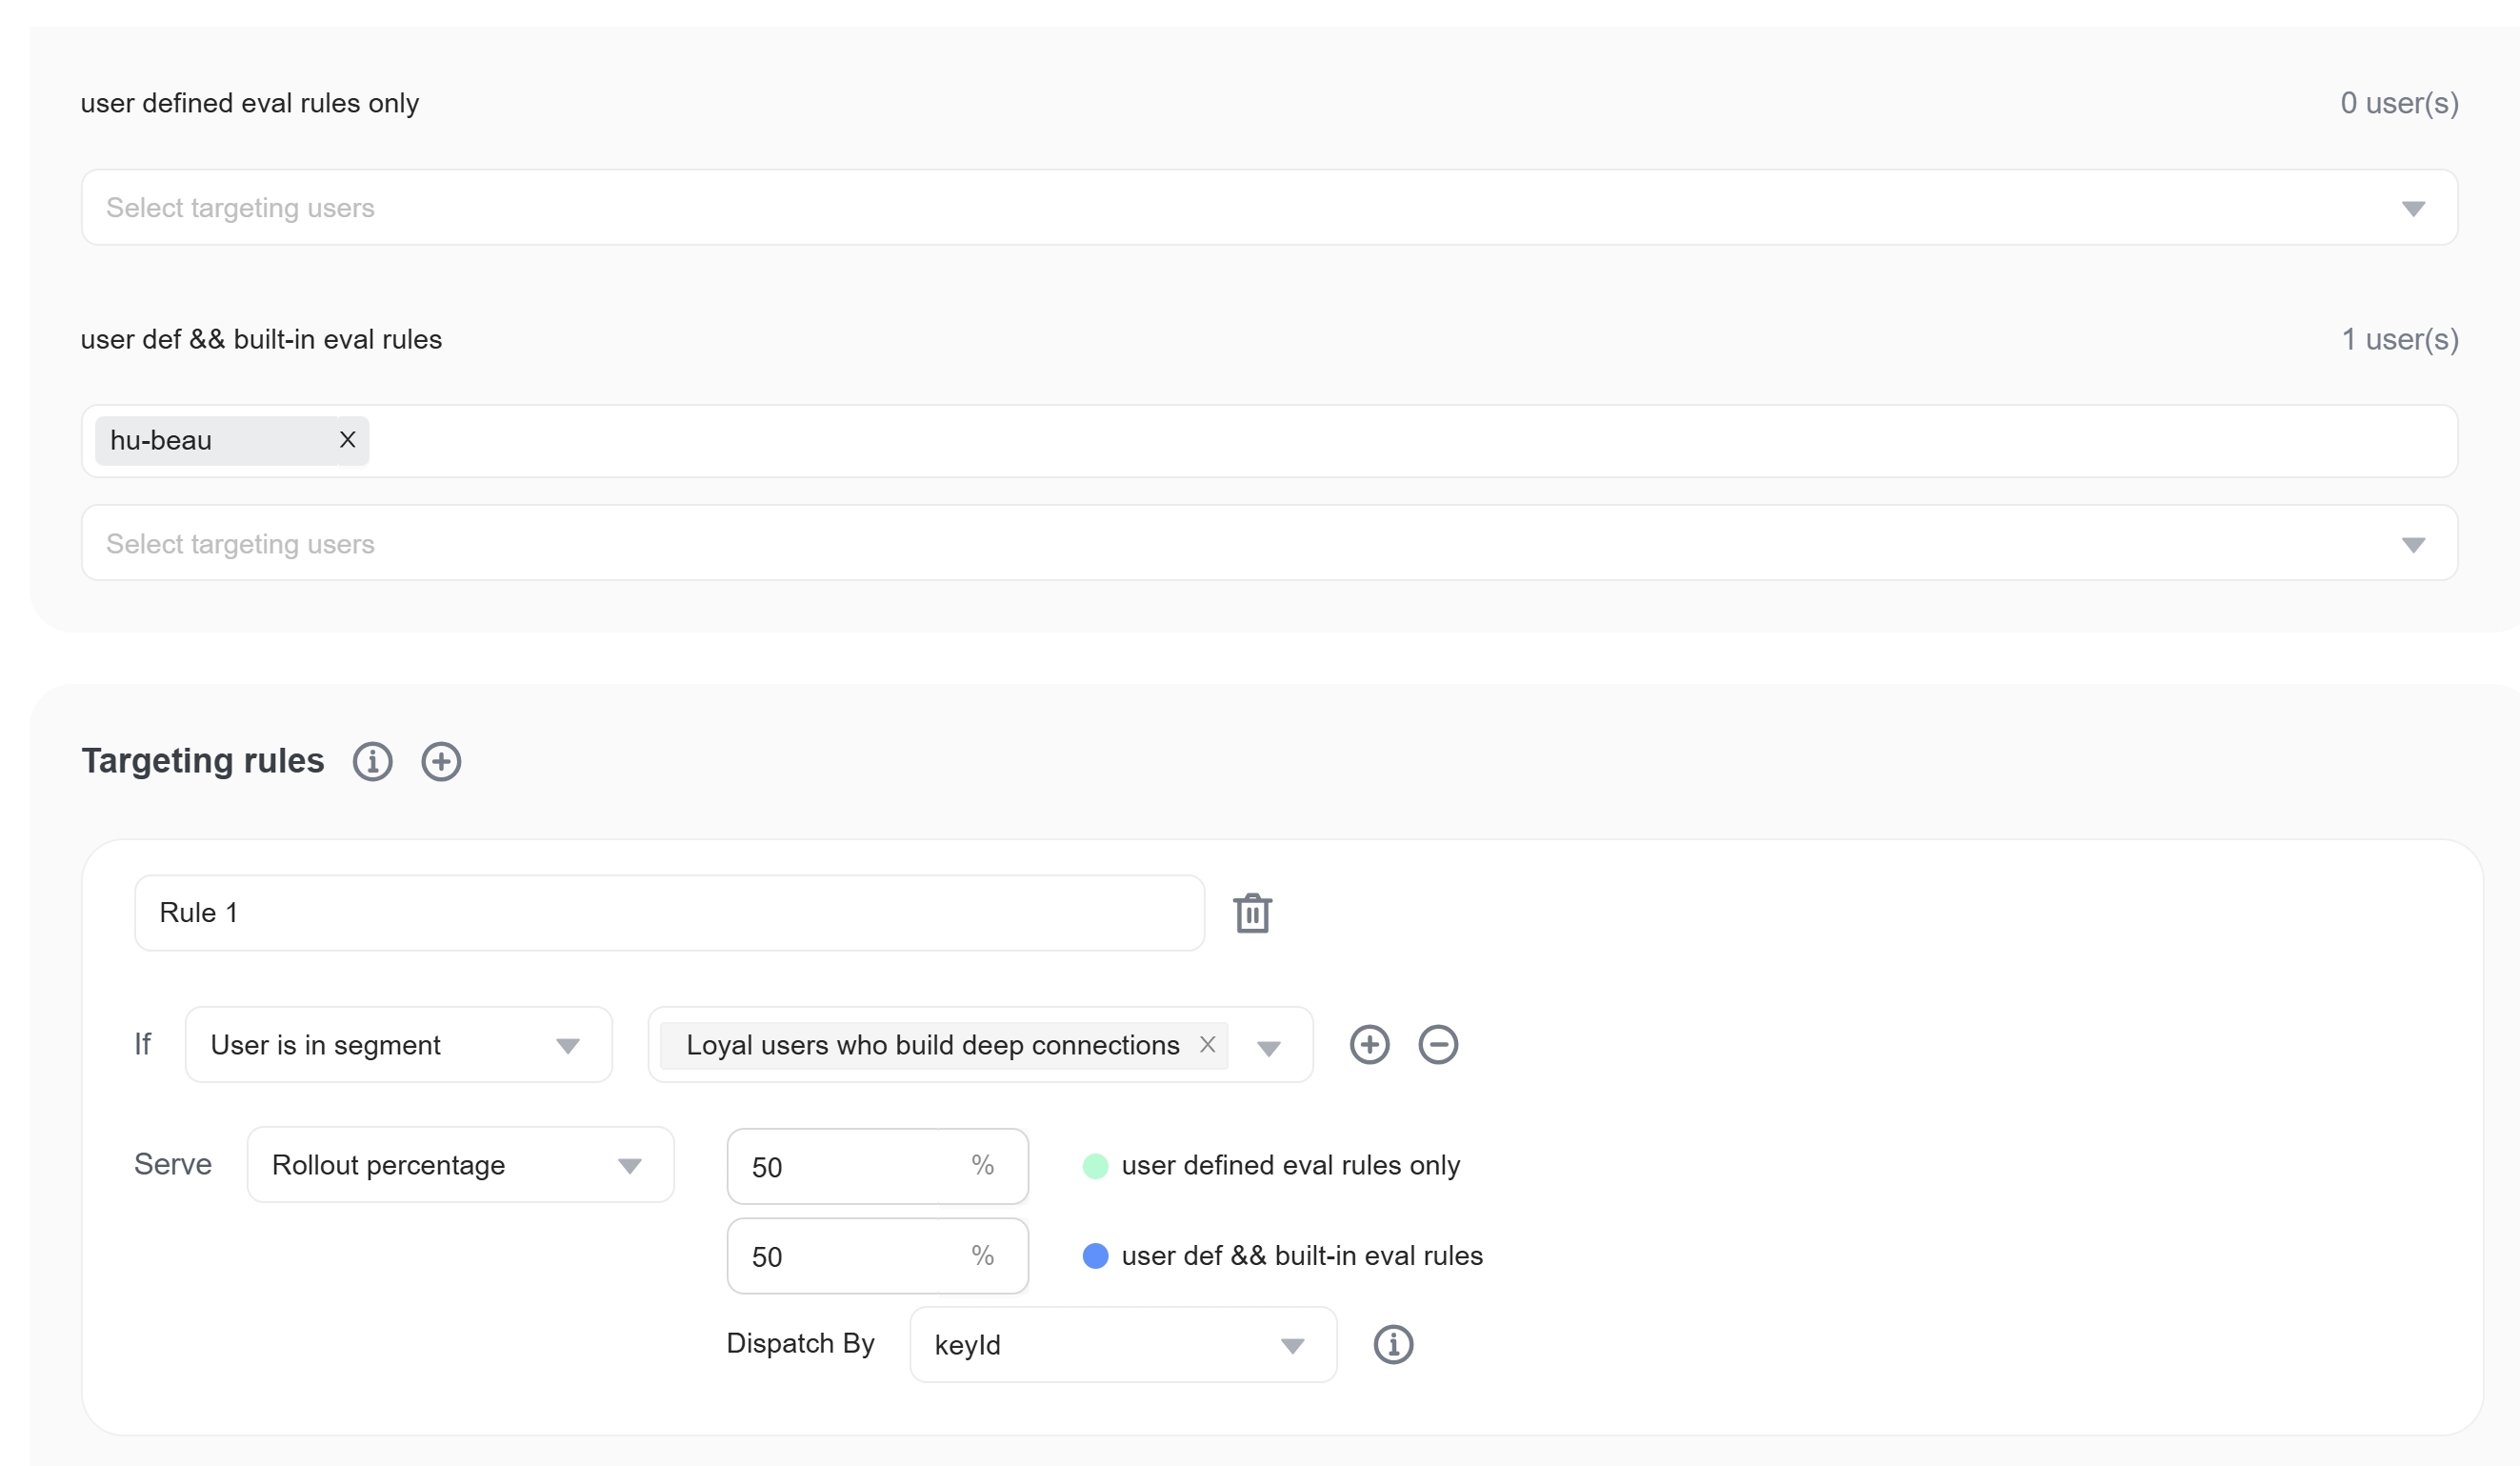 user defined eval rules only 0 user(s)
Select targeting users
user def && built-in eval rules 1 user(s)
hu-beau X
Select targeting users
Targeting rules
Rule 1
If User is in segment Loyal users who build deep connections X
Serve Rollout percentage 50 % user defined eval rules only
50 % user def && built-in eval rules
Dispatch By keyId